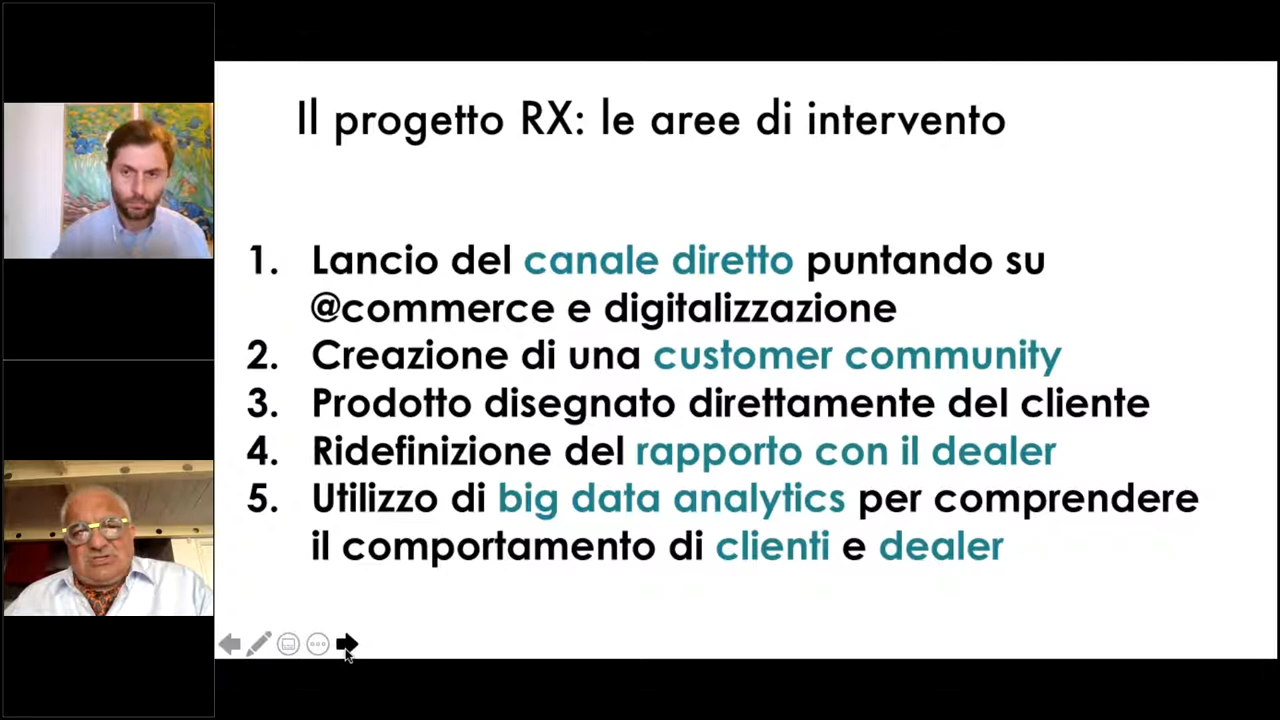 Il progetto RX: le aree di intervento
1. Lancio del canale diretto puntando su
@commerce e digitalizzazione
2. Creazione di una customer community
3. Prodotto disegnato direttamente del cliente
4. Ridefinizione del rapporto con il dealer
5. Utilizzo di big data analytics per comprendere
il comportamento di clienti e dealer